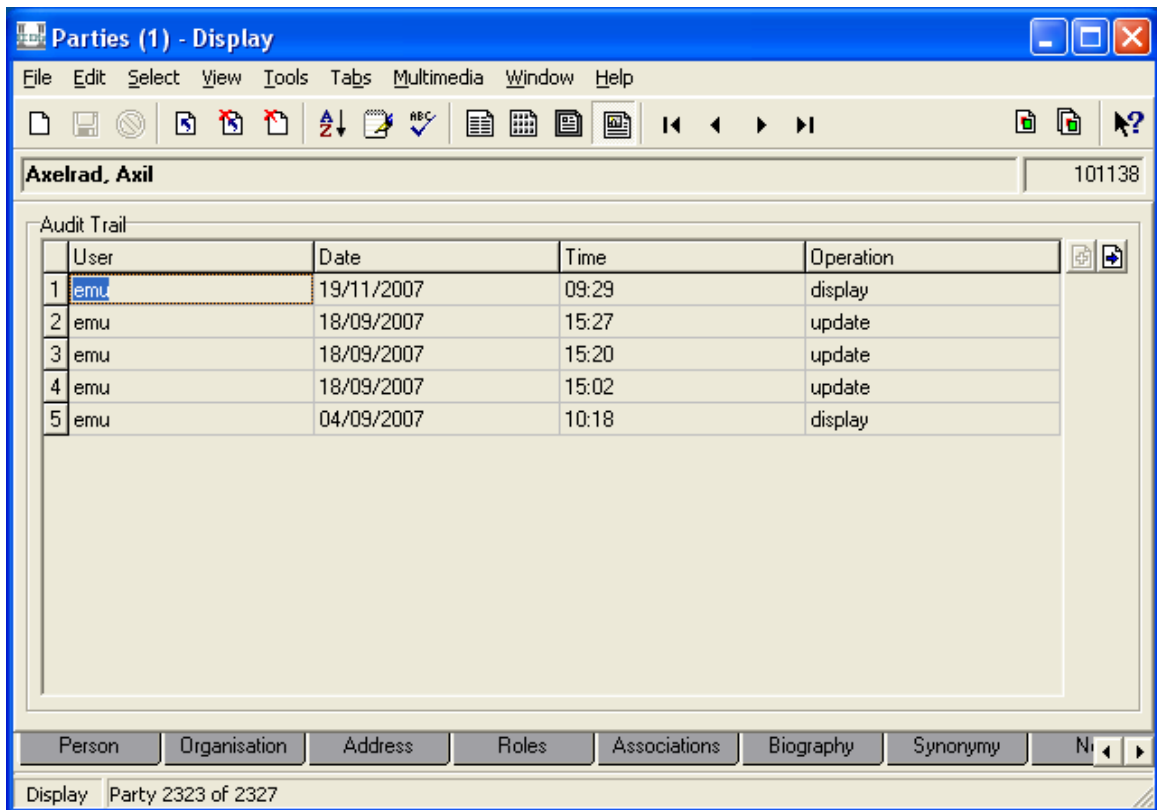 Parties (1) - Display
File Edit Select View Tools Tabs Multimedia Window Help
A Z ABC ?
Axelrad, Axil 101138
Audit Trail
User Date Time Operation
1 emu 19/11/2007 09:29 display
2 emu 18/09/2007 15:27 update
3 emu 18/09/2007 15:20 update
4 emu 18/09/2007 15:02 update
5 emu 04/09/2007 10:18 display
Person Organisation Address Roles Associations Biography Synonymy
Display Party 2323 of 2327